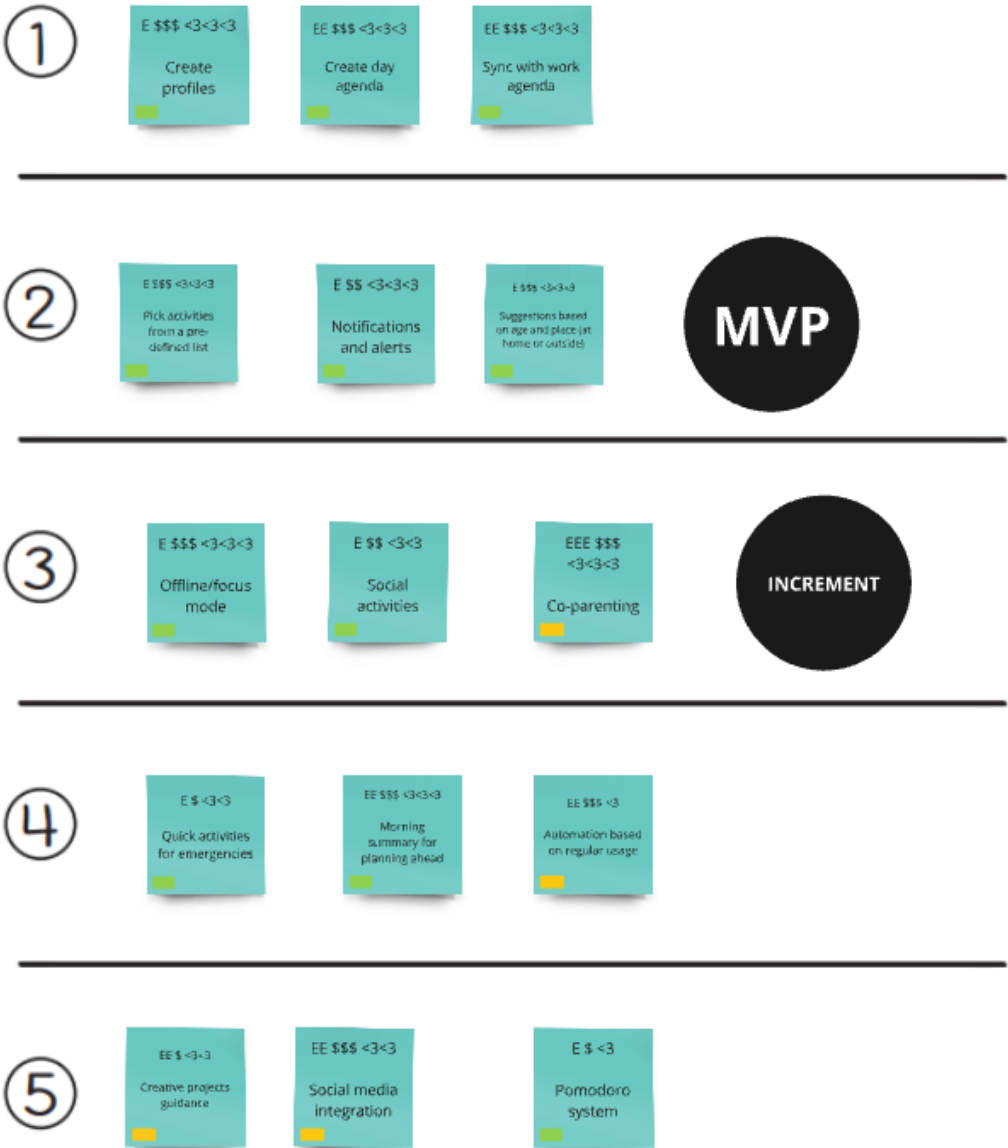 1
E $$$ <3<3<3
Create
profiles
EE $$$ <3<3<3
Create day
agenda
EE $$$ <3<3<3
Sync with work
agenda
2
E $$$ <3<3<3
Pick activities
from a pre-
defined list
E $$ <3<3<3
Notifications
and alerts
E $$$ <3<3<3
Suggestions based
on age and place (at
home or outside)
MVP
3
E $$$ <3<3<3
Offline/focus
mode
E $$ <3<3
Social
activities
EEE $$$
<3<3<3
Co-parenting
INCREMENT
4
E $ <3<3
Quick activities
for emergencies
EE $$$ <3<3<3
Morning
summary for
planning ahead
EE $$$ <3
Automation based
on regular usage
5
EE $ <3<3
Creative projects
guidance
EE $$$ <3<3
Social media
integration
E $ <3
Pomodoro
system